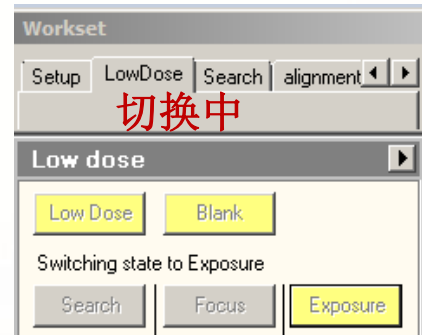 Workset
Setup LowDose Search alignment
切换中
Low dose
Low Dose Blank
Switching state to Exposure
Search Focus Exposure